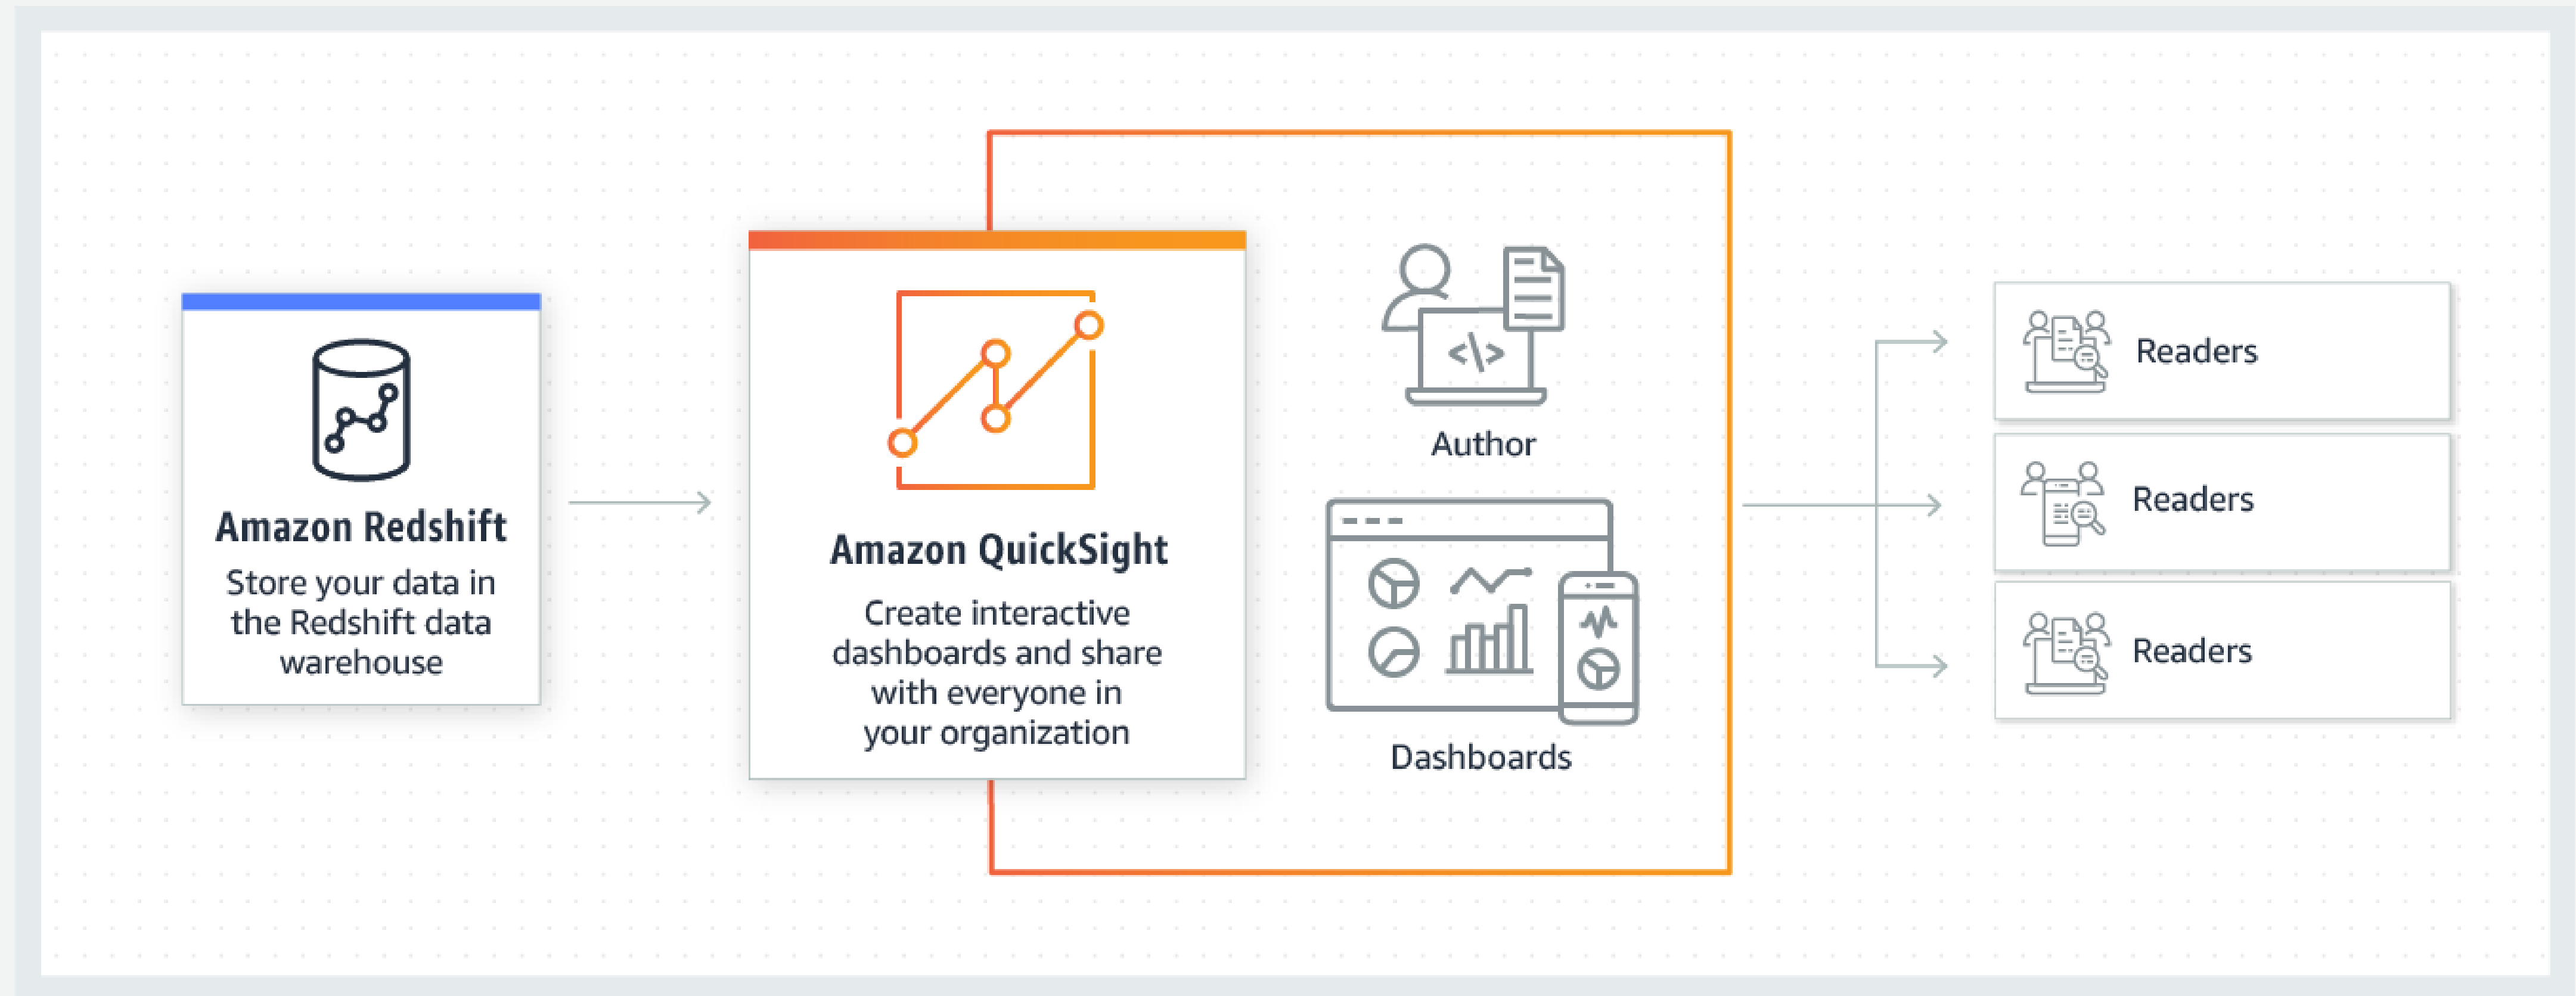 Amazon Redshift
Store your data in
the Redshift data
warehouse
Amazon QuickSight
Create interactive
dashboards and share
with everyone in
your organization
</>
Author
Dashboards
Readers
Readers
Readers